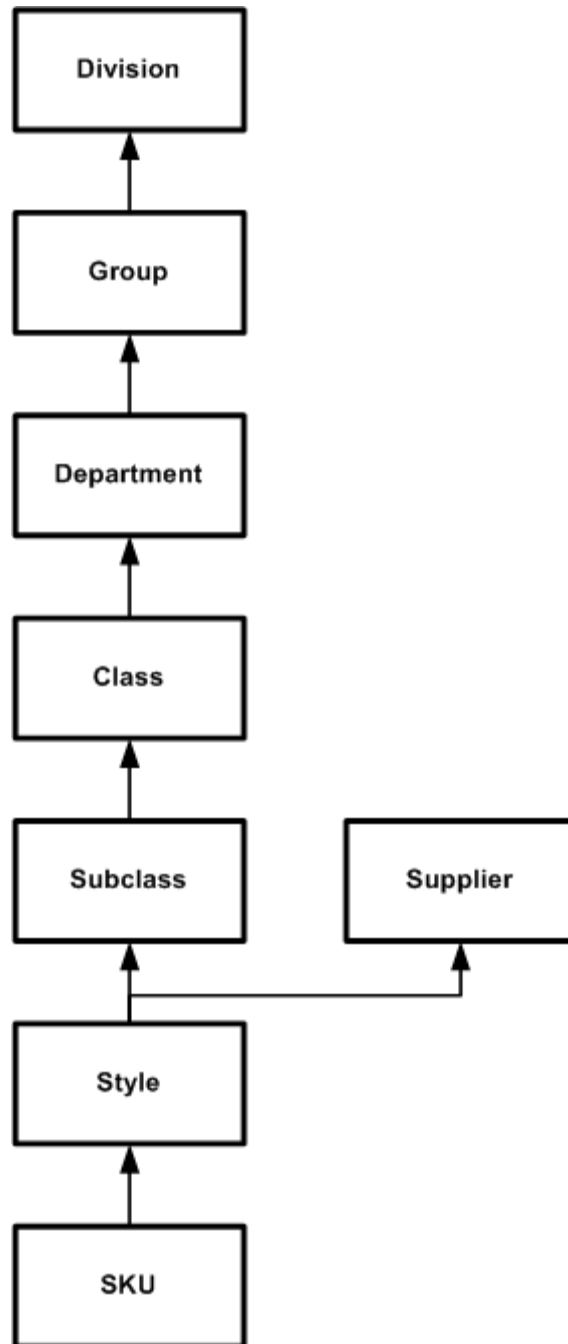 Division
Group
Department
Class
Subclass
Supplier
Style
SKU